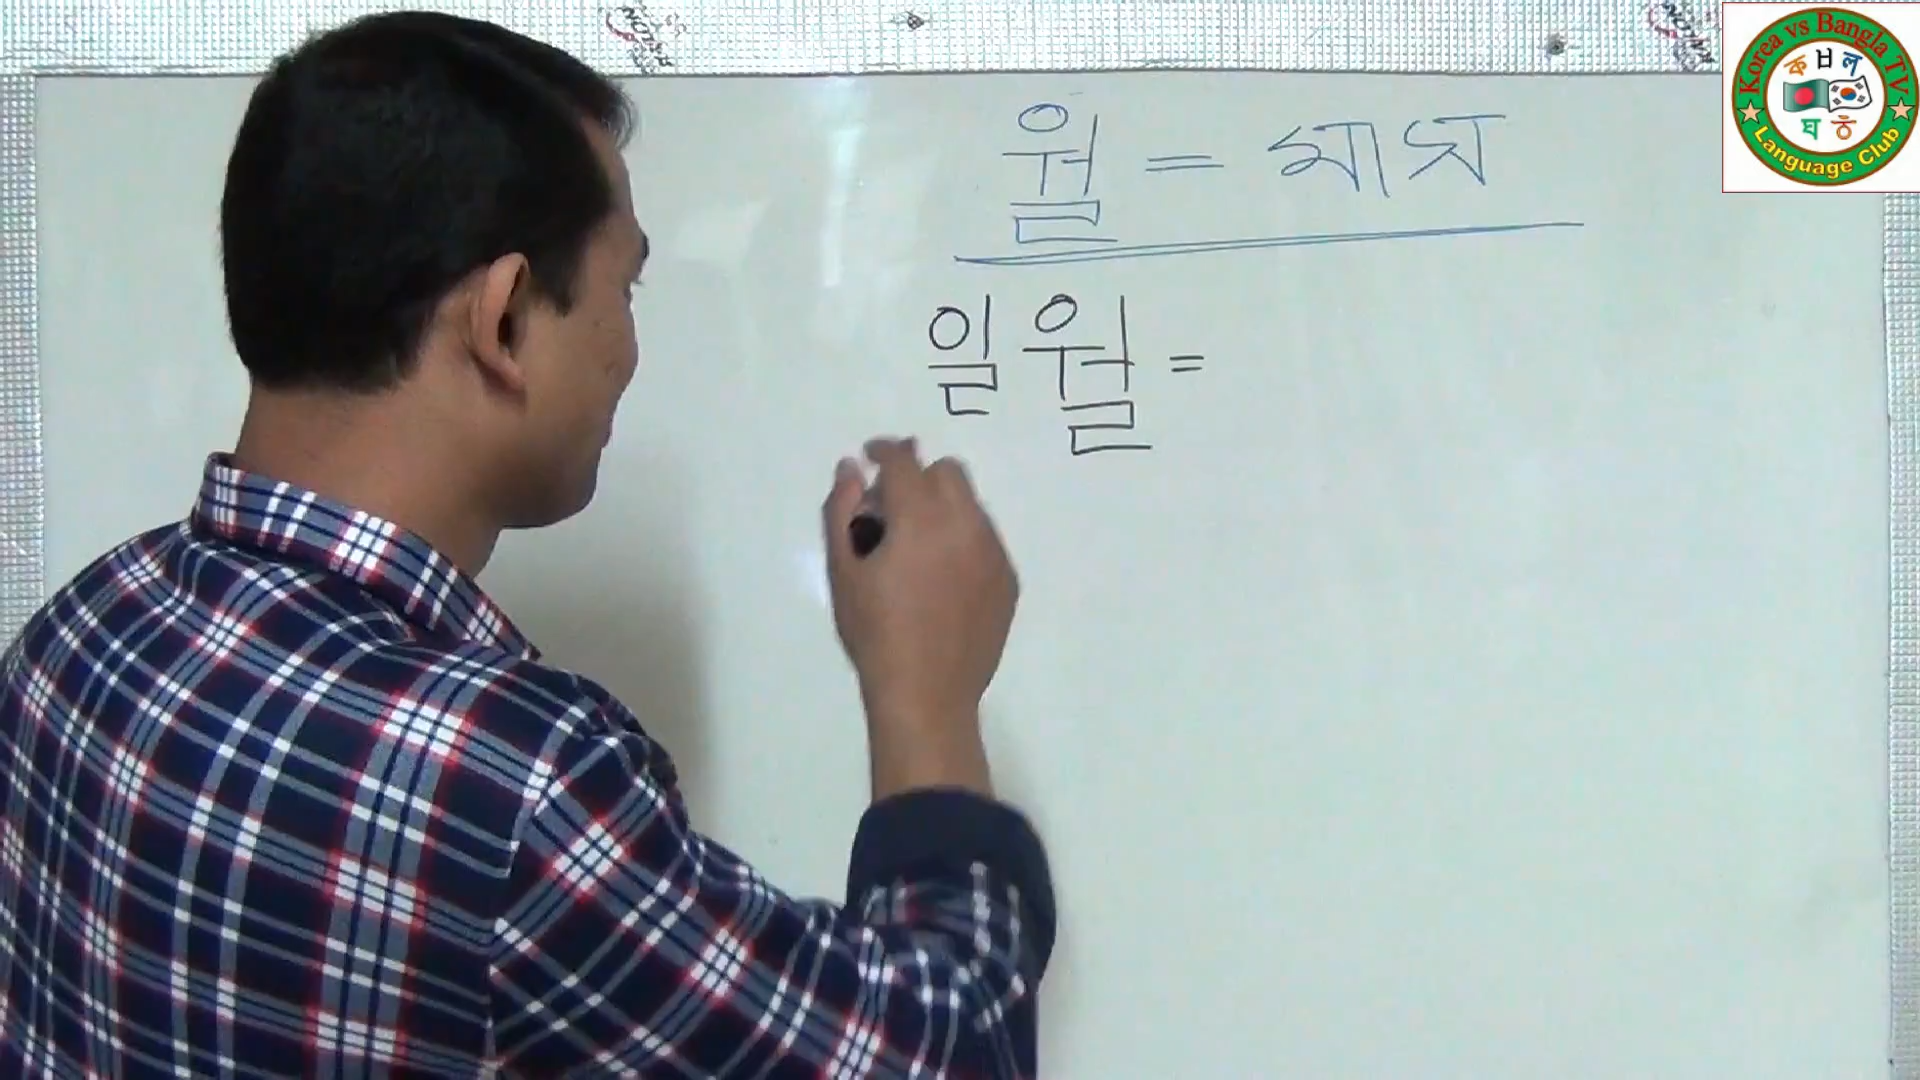 월 = মাস
일 월 =
Korea vs Bangla TV
ক ㅂ ল
ঘ ঠ
Language Club